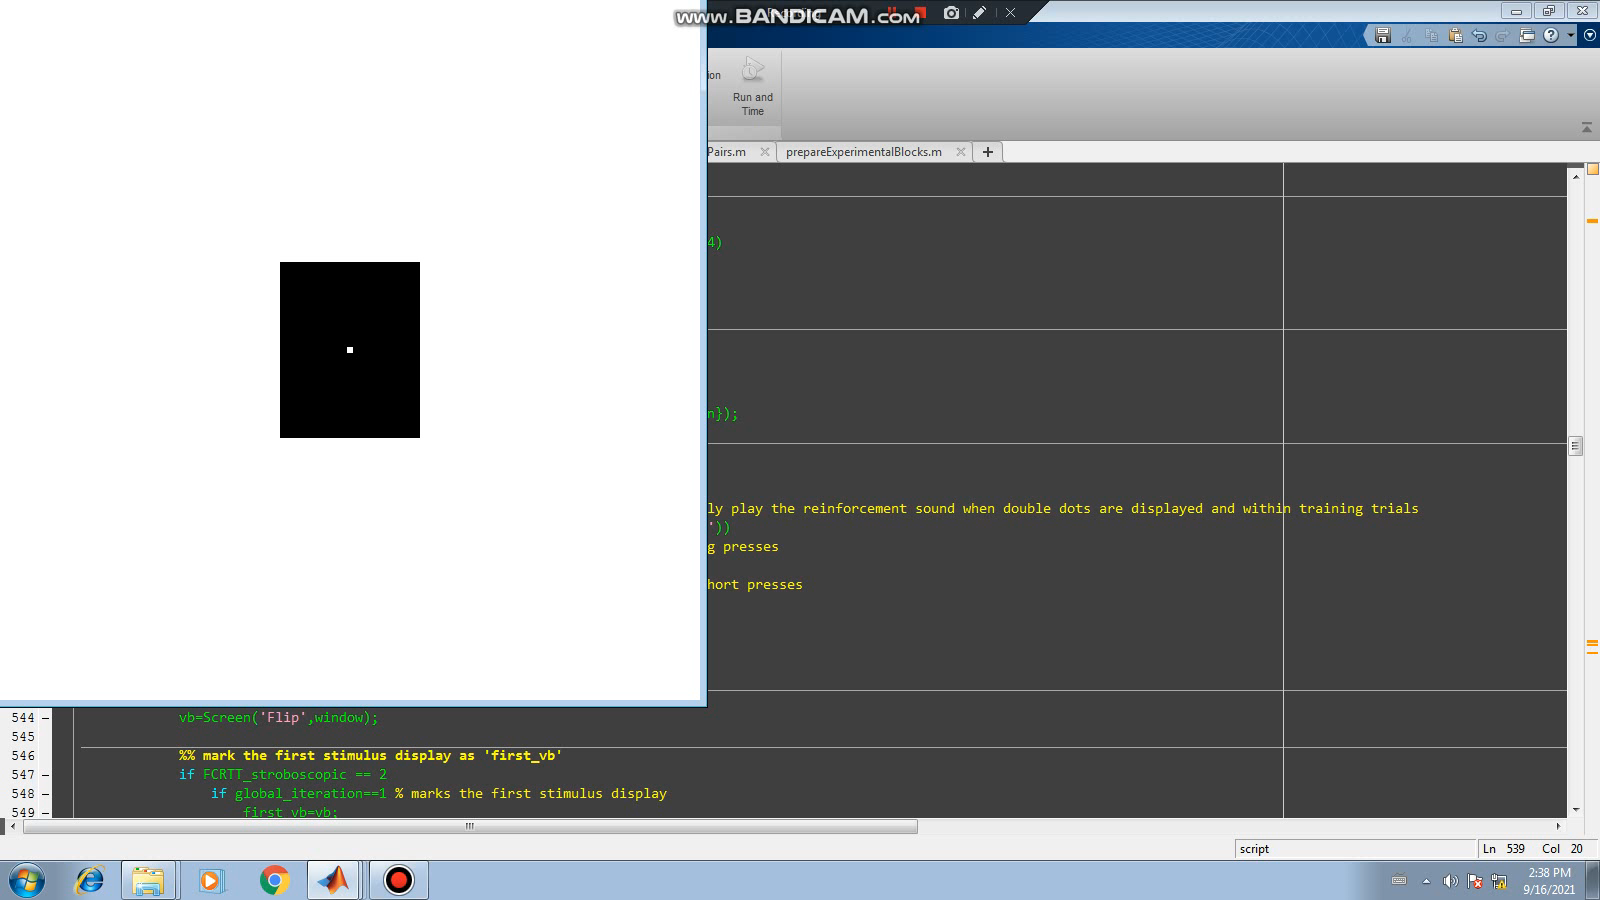 www.BANDICAM.com
ion
Run and
Time
Pairs.m
prepareExperimentalBlocks.m
4)
n});
ly play the reinforcement sound when double dots are displayed and within training trials
'))
g presses
hort presses
544
vb=Screen('Flip',window);
545
546
%% mark the first stimulus display as 'first_vb'
547
if FCRTT_stroboscopic == 2
548
if global_iteration==1 % marks the first stimulus display
549
first_vb=vb;
script
Ln 539 Col 20
2:38 PM
9/16/2021